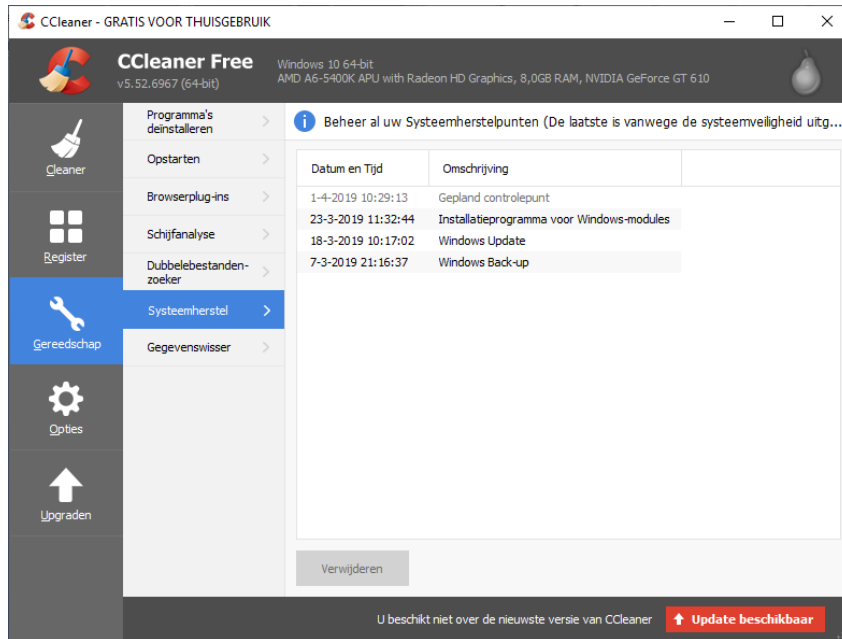 CCleaner - GRATIS VOOR THUISGEBRUIK
CCleaner Free
v5.52.6967 (64-bit)
Windows 10 64-bit
AMD A6-5400K APU with Radeon HD Graphics, 8,0GB RAM, NVIDIA GeForce GT 610
Cleaner
Register
Gereedschap
Opties
Upgraden
Programma's
deïnstalleren
Opstarten
Browserplug-ins
Schijfanalyse
Dubbelebestanden-
zoeker
Systeemherstel
Gegevenswisser
Beheer al uw Systeemherstelpunten (De laatste is vanwege de systeemveiligheid uitg...
Datum en Tijd Omschrijving
1-4-2019 10:29:13 Gepland controlepunt
23-3-2019 11:32:44 Installatieprogramma voor Windows-modules
18-3-2019 10:17:02 Windows Update
7-3-2019 21:16:37 Windows Back-up
Verwijderen
U beschikt niet over de nieuwste versie van CCleaner
Update beschikbaar